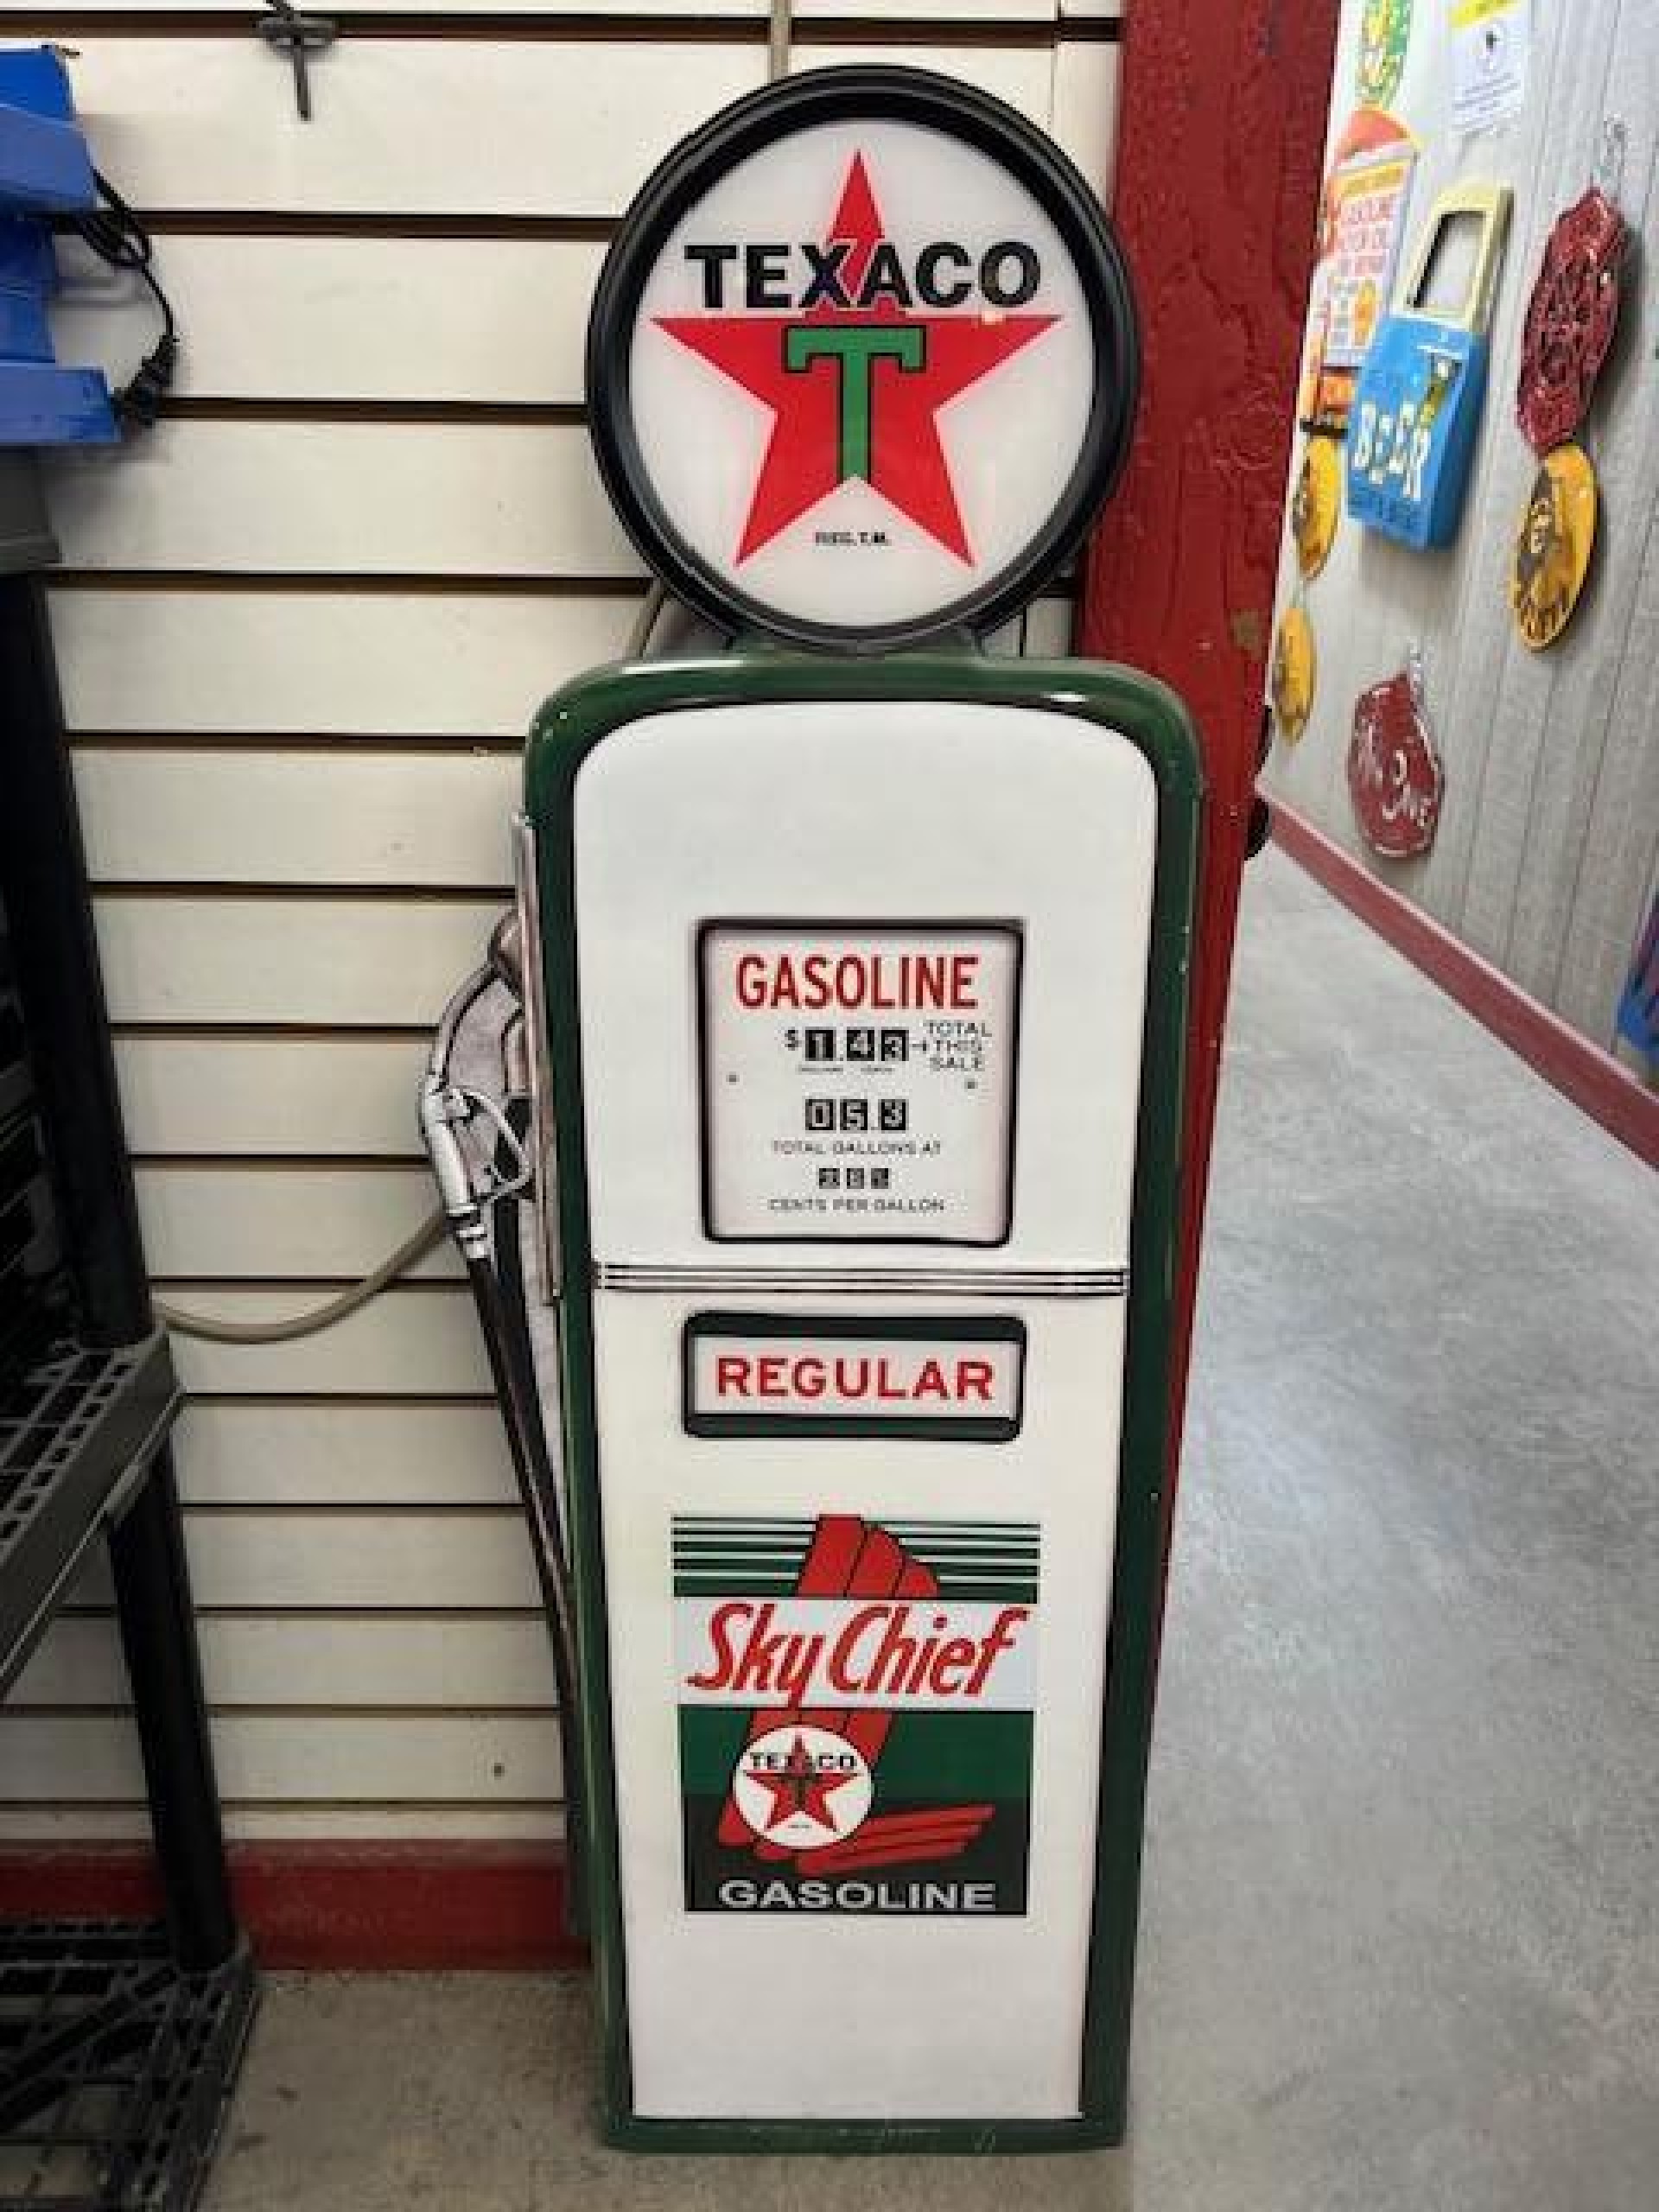 TEXACO
T
REG. T.M.
GASOLINE
$ 1.43 TOTAL
THIS
SALE
05.3
TOTAL GALLONS AT
CENTS PER GALLON
REGULAR
Sky Chief
TEXACO
T
GASOLINE
BEER